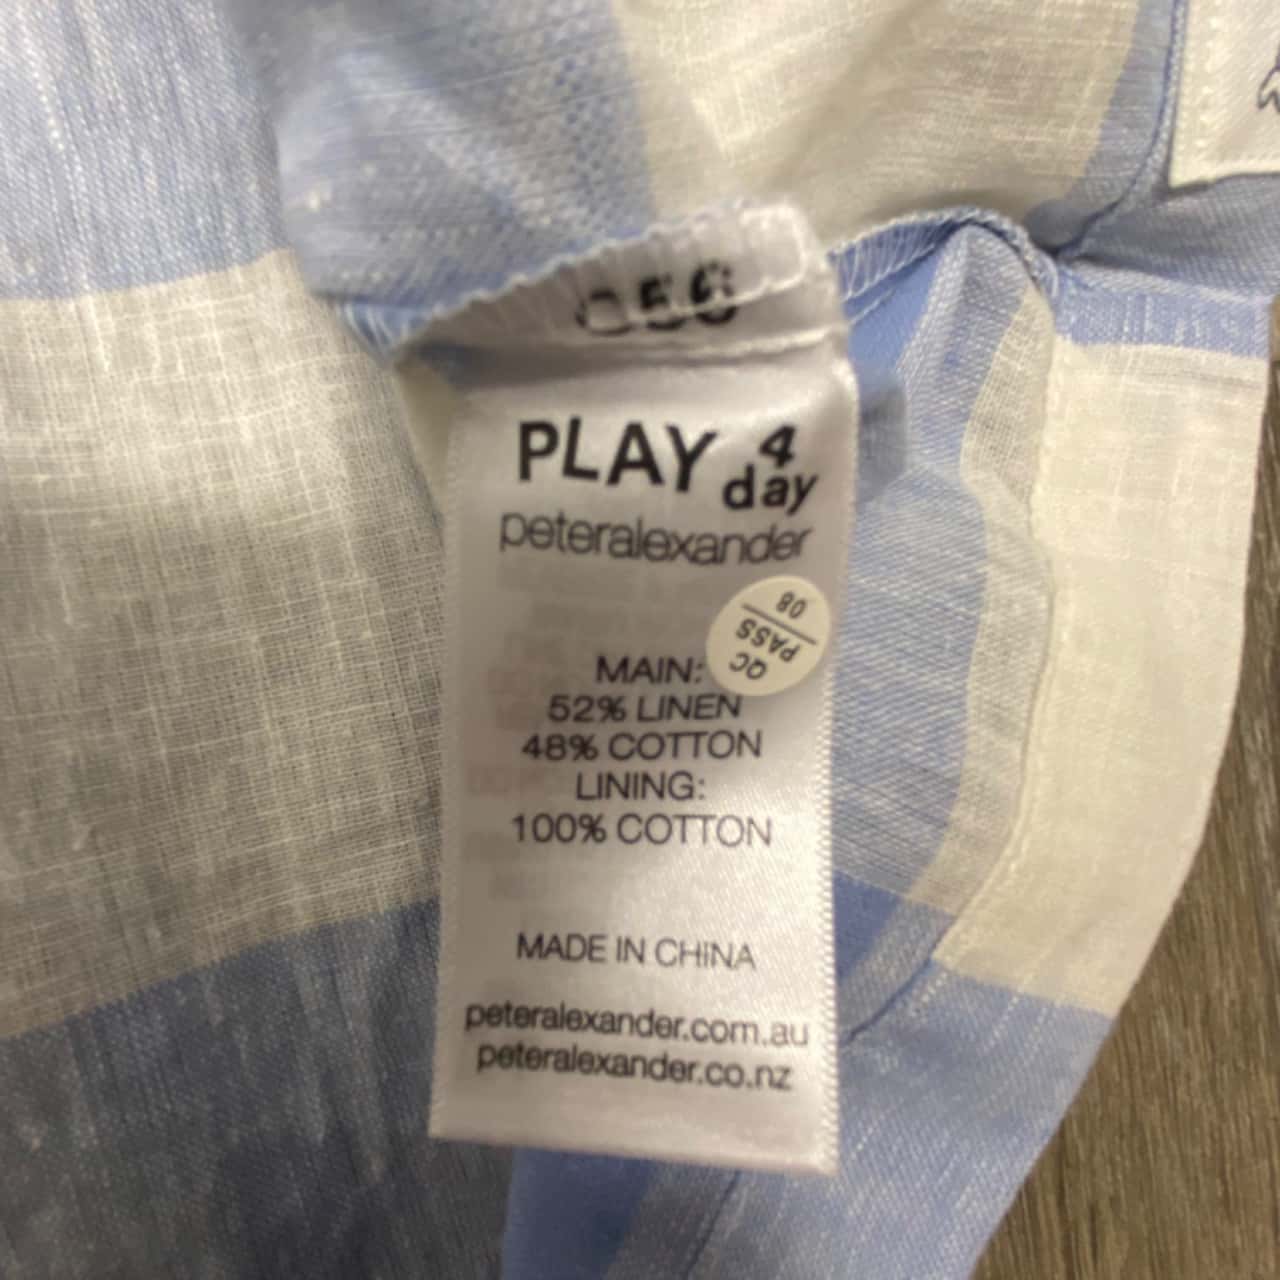 PLAY 4
day
peteralexander
QC
PASS
08
MAIN:
52% LINEN
48% COTTON
LINING:
100% COTTON
MADE IN CHINA
peteralexander.com.au
peteralexander.co.nz